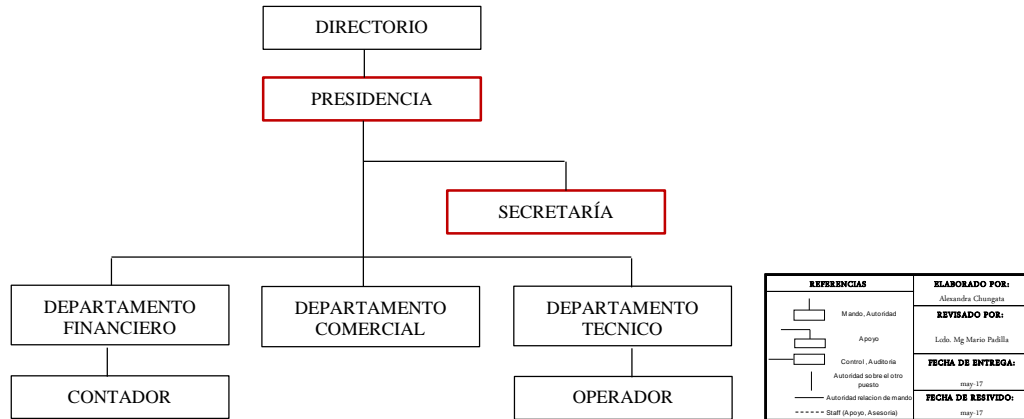 DIRECTORIO
PRESIDENCIA
SECRETARÍA
DEPARTAMENTO
FINANCIERO
DEPARTAMENTO
COMERCIAL
DEPARTAMENTO
TECNICO
CONTADOR
OPERADOR
REFERENCIAS
Mando, Autoridad
Apoyo
Control, Auditoria
Autoridad sobre el otro
puesto
Autoridad relacion de mando
Staff (Apoyo, Asesoria)
ELABORADO POR:
Alexandra Chungata
REVISADO POR:
Lcdo. Mg Mario Padilla
FECHA DE ENTREGA:
may-17
FECHA DE RESIVIDO:
may-17